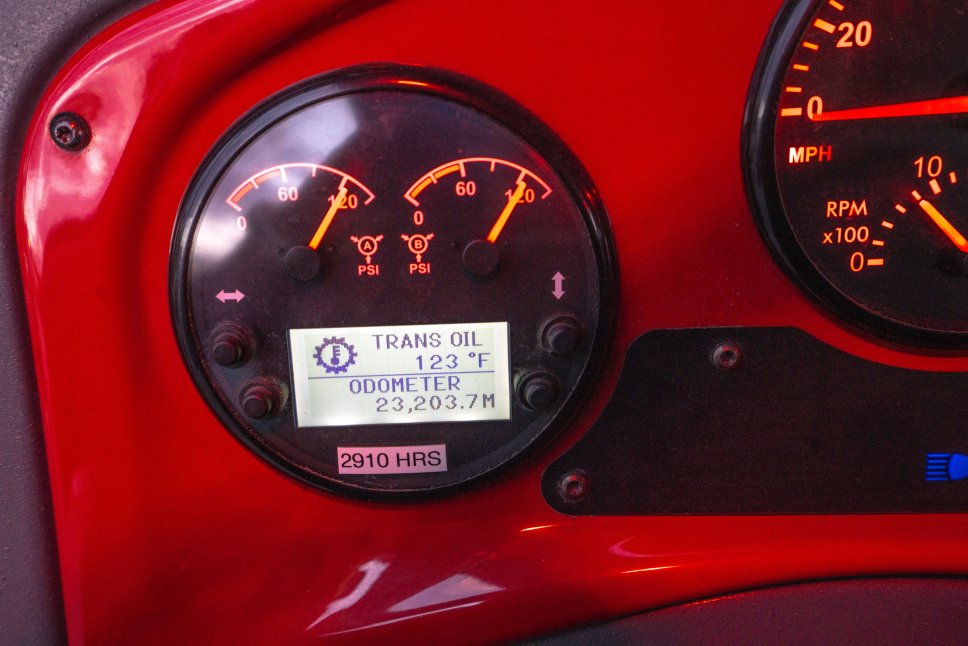 0 60 120
0 60 120
A
PSI
B
PSI
TRANS OIL
123 °F
ODOMETER
23,203.7M
2910 HRS
20
0
MPH
10
RPM
x100
0